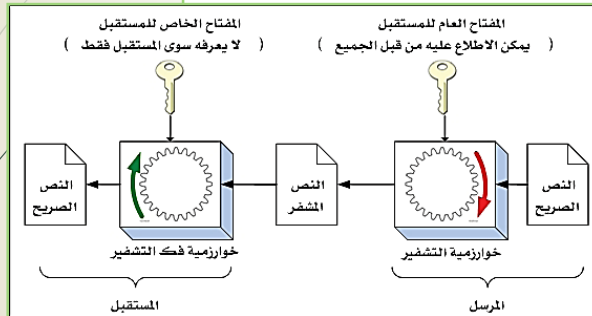 المفتاح العام للمستقبل
( يمكن الاطلاع عليه من قبل الجميع )
المفتاح الخاص للمستقبل
( لا يعرفه سوى المستقبل فقط )
النص
الصريح
خوارزمية التشفير
النص
المشفر
خوارزمية فك التشفير
النص
الصريح
المرسل
المستقبل